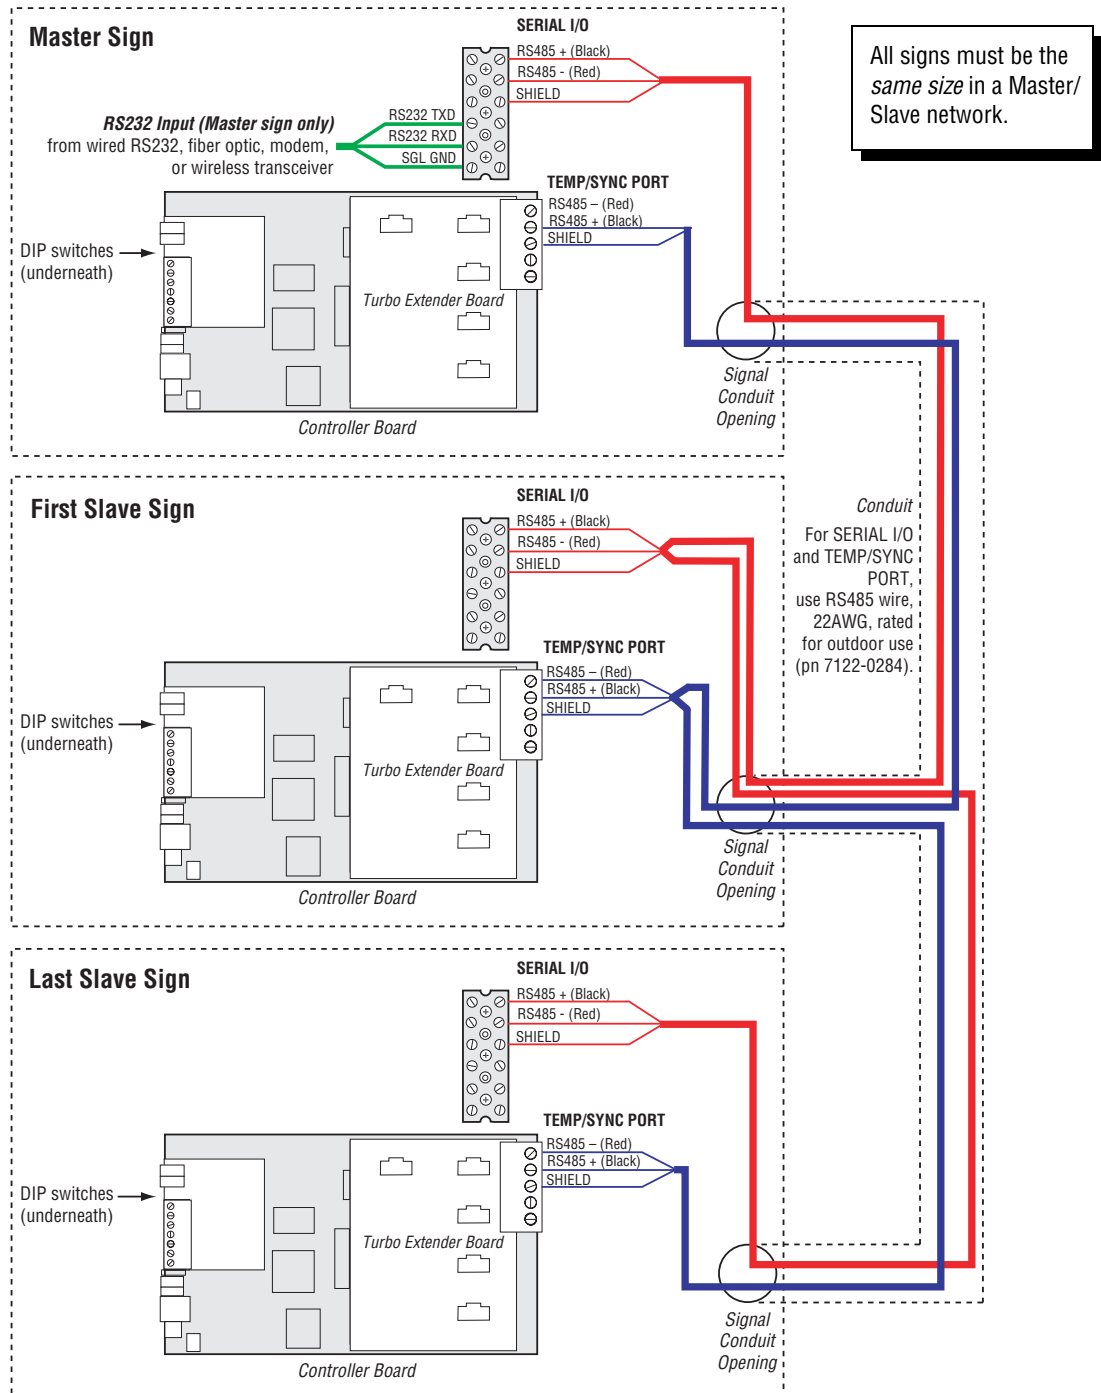 Master Sign
SERIAL I/O
RS485 + (Black)
RS485 - (Red)
SHIELD
RS232 TXD
RS232 RXD
SGL GND
RS232 Input (Master sign only)
from wired RS232, fiber optic, modem,
or wireless transceiver
All signs must be the
same size in a Master/
Slave network.
TEMP/SYNC PORT
RS485 – (Red)
RS485 + (Black)
SHIELD
DIP switches
(underneath)
Turbo Extender Board
Controller Board
Signal
Conduit
Opening
First Slave Sign
SERIAL I/O
RS485 + (Black)
RS485 - (Red)
SHIELD
Conduit
For SERIAL I/O
and TEMP/SYNC
PORT,
use RS485 wire,
22AWG, rated
for outdoor use
(pn 7122-0284).
TEMP/SYNC PORT
RS485 – (Red)
RS485 + (Black)
SHIELD
DIP switches
(underneath)
Turbo Extender Board
Controller Board
Signal
Conduit
Opening
Last Slave Sign
SERIAL I/O
RS485 + (Black)
RS485 - (Red)
SHIELD
TEMP/SYNC PORT
RS485 – (Red)
RS485 + (Black)
SHIELD
DIP switches
(underneath)
Turbo Extender Board
Controller Board
Signal
Conduit
Opening